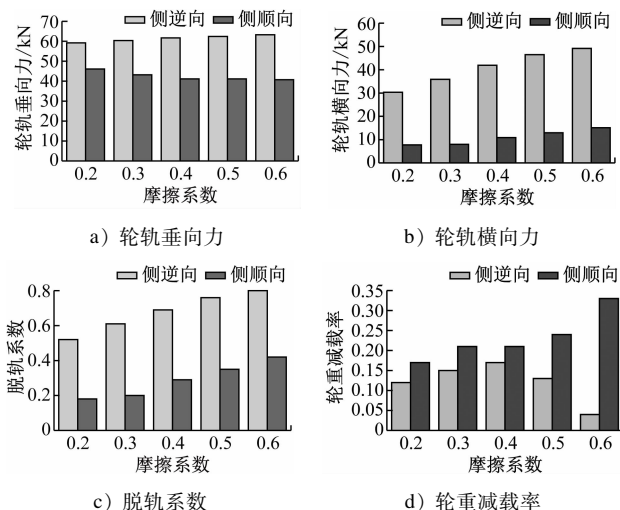 侧逆向 侧顺向
轮轨垂向力/kN
70
60
50
40
30
20
10
0
0.2 0.3 0.4 0.5 0.6
摩擦系数
a）轮轨垂向力
侧逆向 侧顺向
轮轨横向力/kN
60
50
40
30
20
10
0
0.2 0.3 0.4 0.5 0.6
摩擦系数
b）轮轨横向力
侧逆向 侧顺向
脱轨系数
0.8
0.6
0.4
0.2
0
0.2 0.3 0.4 0.5 0.6
摩擦系数
c）脱轨系数
侧逆向 侧顺向
轮重减载率
0.35
0.30
0.25
0.20
0.15
0.10
0.05
0
0.2 0.3 0.4 0.5 0.6
摩擦系数
d）轮重减载率